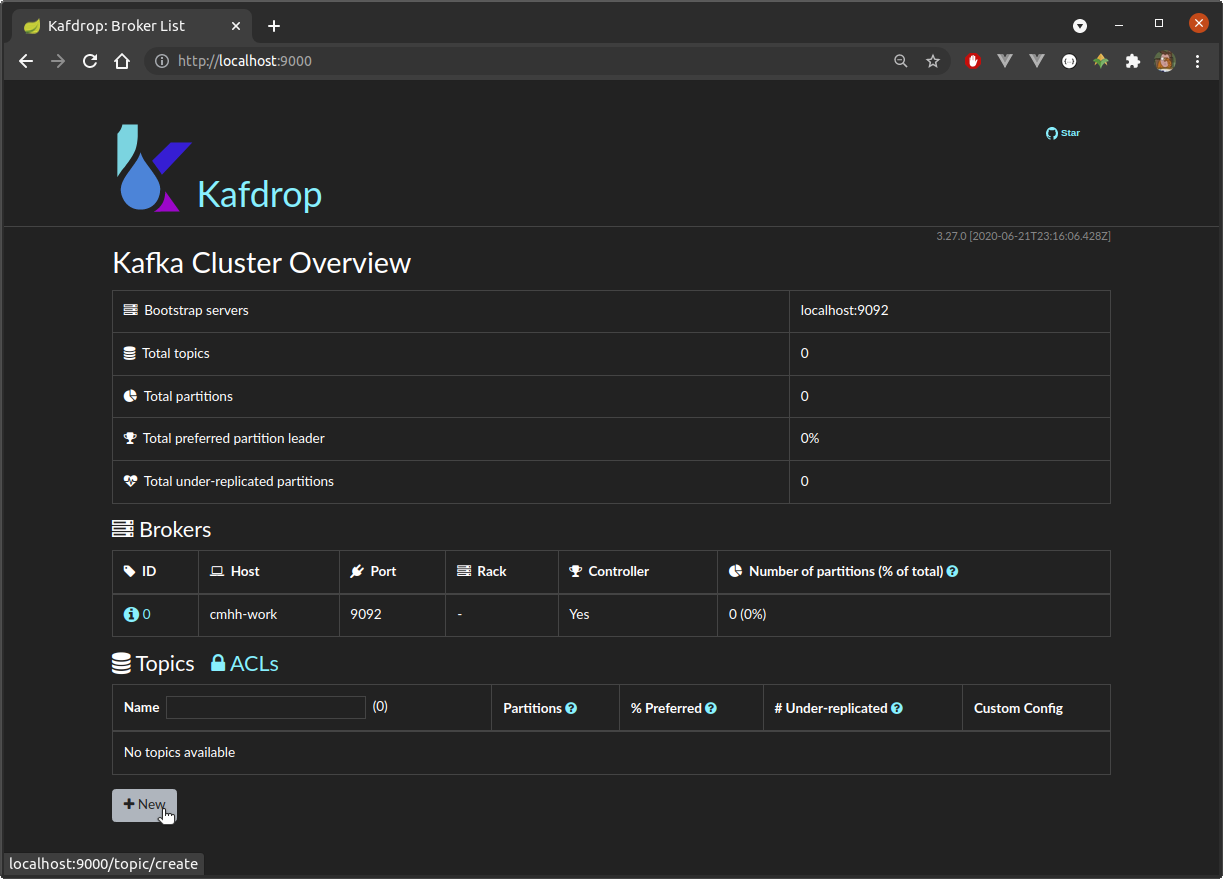 Kafdrop: Broker List
http://localhost:9000
Star
Kafdrop
3.27.0 [2020-06-21T23:16:06.428Z]
Kafka Cluster Overview
Bootstrap servers localhost:9092
Total topics 0
Total partitions 0
Total preferred partition leader 0%
Total under-replicated partitions 0
Brokers
ID Host Port Rack Controller Number of partitions (% of total)
0 cmhh-work 9092 - Yes 0 (0%)
Topics ACLs
Name (0) Partitions % Preferred # Under-replicated Custom Config
No topics available
New
localhost:9000/topic/create